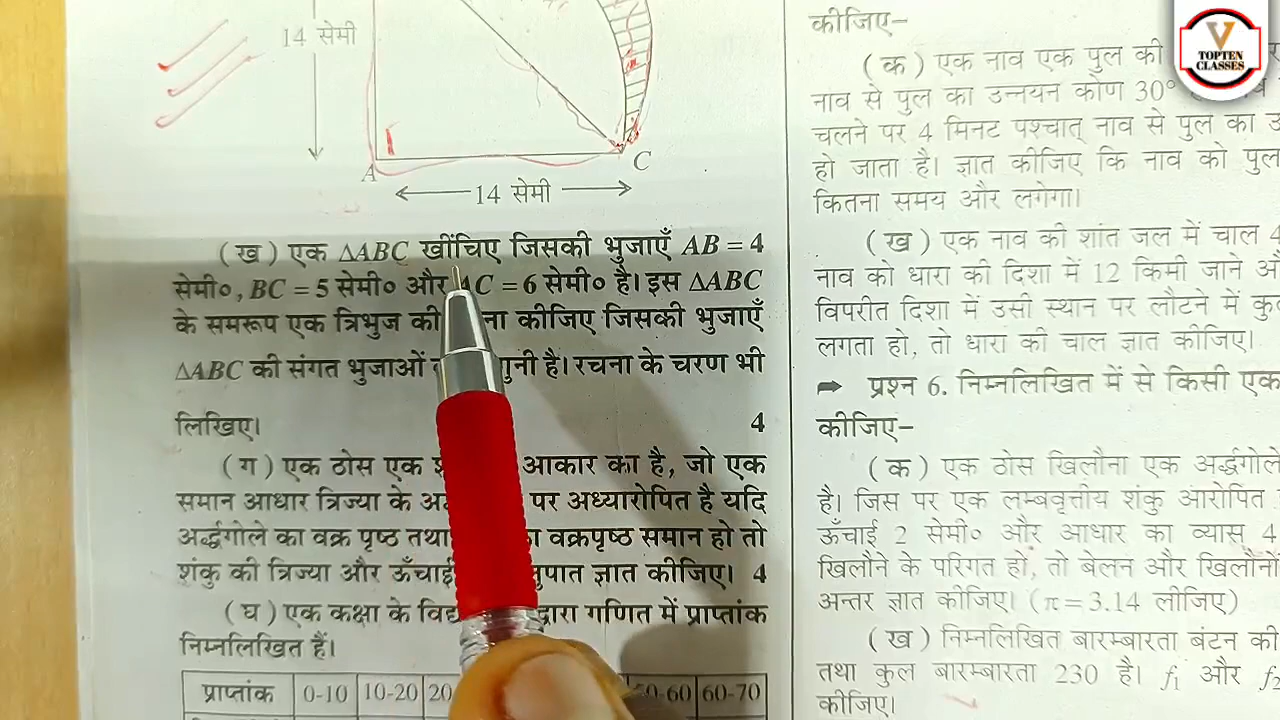 14 सेमी
A
C
14 सेमी
(ख) एक ΔABC खींचिए जिसकी भुजाएँ AB = 4
सेमी०, BC = 5 सेमी० और AC = 6 सेमी० है। इस ΔABC
के समरूप एक त्रिभुज की कीजिए जिसकी भुजाएँ
ΔABC की संगत भुजाओं है। रचना के चरण भी
लिखिए। 4
(ग) एक ठोस एक आकार का है, जो एक
समान आधार त्रिज्या के पर अध्यारोपित है यदि
अर्द्धगोले का वक्र पृष्ठ तथा वक्रपृष्ठ समान हो तो
शंकु की त्रिज्या और ज्ञात कीजिए। 4
(घ) एक कक्षा के द्वारा गणित में प्राप्तांक
निम्नलिखित हैं।
प्राप्तांक 0-10 10-20 60-70
कीजिए-
(क) एक नाव एक पुल की
नाव से पुल का उन्नयन कोण 30°
चलने पर 4 मिनट पश्चात् नाव से पुल का
हो जाता है। ज्ञात कीजिए कि नाव को पुल
कितना समय और लगेगा।
(ख) एक नाव की शांत जल में चाल 4
नाव को धारा की दिशा में 12 किमी जाने
विपरीत दिशा में उसी स्थान पर लौटने में
लगता हो, तो धारा की चाल ज्ञात कीजिए।
➡ प्रश्न 6. निम्नलिखित में से किसी एक
कीजिए-
(क) एक ठोस खिलौना एक अर्द्धगोले
है। जिस पर एक लम्बवृत्तीय शंकु आरोपित
ऊँचाई 2 सेमी० और आधार का व्यास 4
खिलौने के परिगत हों, तो बेलन और खिलौनों
अन्तर ज्ञात कीजिए। (π = 3.14 लीजिए)
(ख) निम्नलिखित बारम्बारता बंटन की
तथा कुल बारम्बारता 230 है। f₁ और f₂
कीजिए।
V
TOPTEN
CLASSES